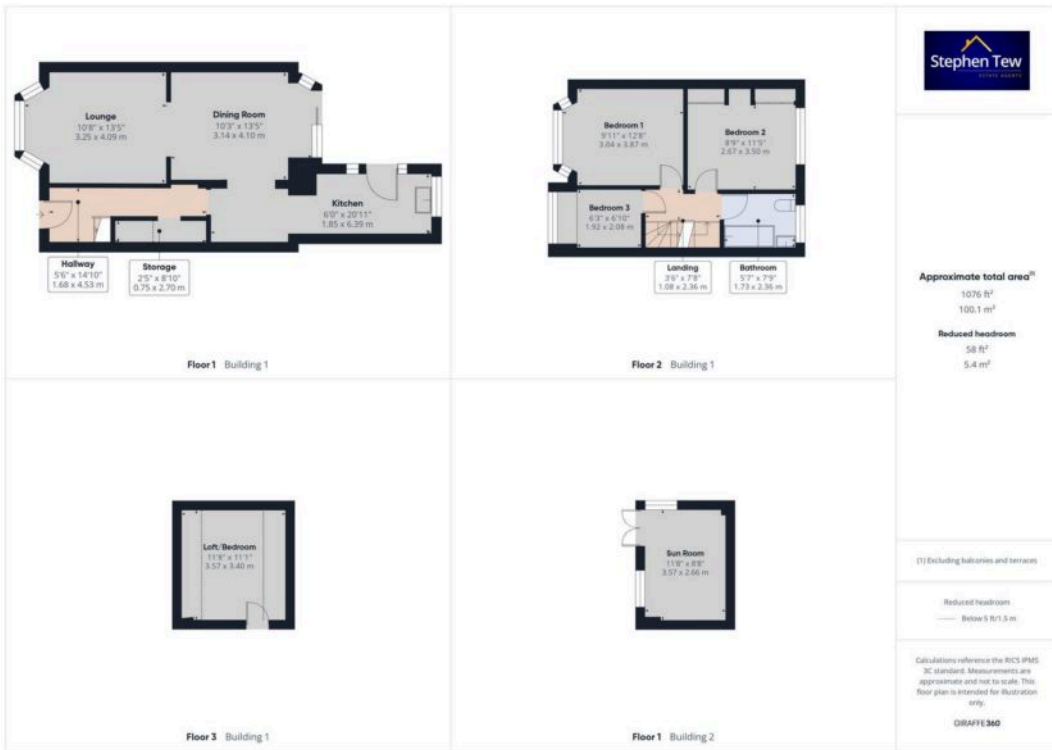 Lounge
10'8" x 13'5"
3.25 x 4.09 m
Dining Room
10'3" x 13'5"
3.14 x 4.10 m
Kitchen
6'0" x 20'11"
1.85 x 6.39 m
Hallway
5'6" x 14'10"
1.68 x 4.53 m
Storage
2'5" x 8'10"
0.75 x 2.70 m
Floor 1 Building 1
Bedroom 1
9'11" x 12'8"
3.04 x 3.87 m
Bedroom 2
8'9" x 11'5"
2.67 x 3.50 m
Bedroom 3
6'3" x 6'10"
1.92 x 2.08 m
Landing
3'6" x 7'8"
1.08 x 2.36 m
Bathroom
5'7" x 7'9"
1.73 x 2.36 m
Floor 2 Building 1
Loft/Bedroom
11'8" x 11'1"
3.57 x 3.40 m
Floor 3 Building 1
Sun Room
11'8" x 8'8"
3.57 x 2.66 m
Floor 1 Building 2
Stephen Tew
ESTATE AGENTS
Approximate total area(1)
1076 ft²
100.1 m²
Reduced headroom
58 ft²
5.4 m²
(1) Excluding balconies and terraces
Reduced headroom
Below 5 ft/1.5 m
Calculations reference the RICS IPMS
3C standard. Measurements are
approximate and not to scale. This
floor plan is intended for illustration
only.
GIRAFFE360